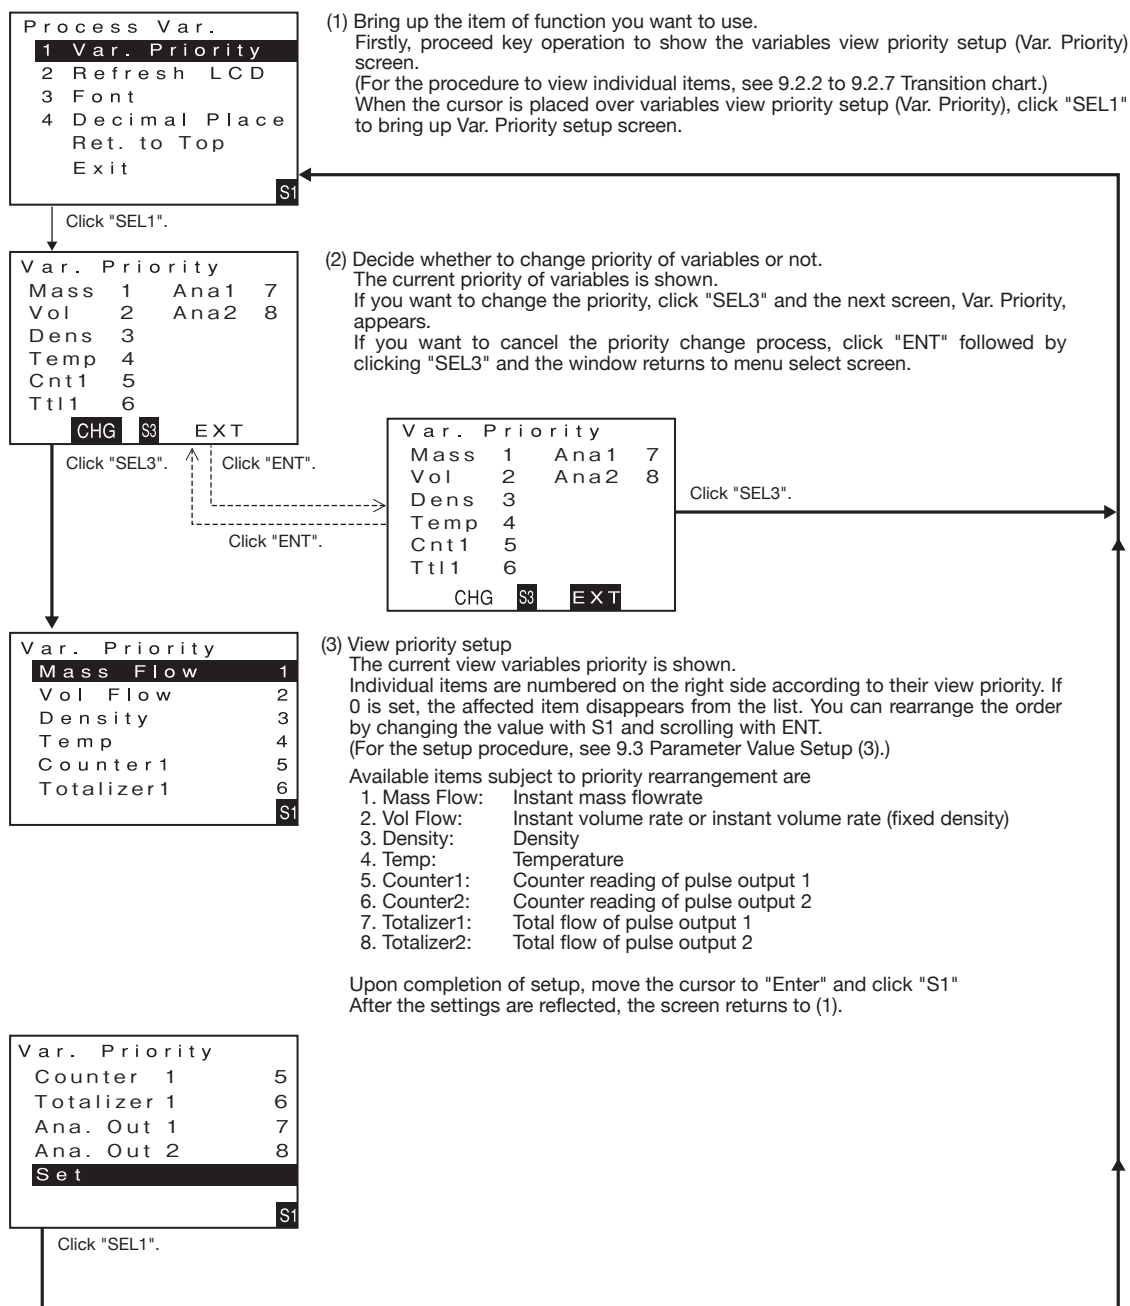 Process Var.
1 Var. Priority
2 Refresh LCD
3 Font
4 Decimal Place
Ret. to Top
Exit
S1
(1) Bring up the item of function you want to use.
Firstly, proceed key operation to show the variables view priority setup (Var. Priority)
screen.
(For the procedure to view individual items, see 9.2.2 to 9.2.7 Transition chart.)
When the cursor is placed over variables view priority setup (Var. Priority), click "SEL1"
to bring up Var. Priority setup screen.
Click "SEL1".
Var. Priority
Mass 1 Ana1 7
Vol 2 Ana2 8
Dens 3
Temp 4
Cnt1 5
Ttl1 6
CHG S3 EXT
(2) Decide whether to change priority of variables or not.
The current priority of variables is shown.
If you want to change the priority, click "SEL3" and the next screen, Var. Priority,
appears.
If you want to cancel the priority change process, click "ENT" followed by
clicking "SEL3" and the window returns to menu select screen.
Click "SEL3".
Click "ENT".
Click "ENT".
Var. Priority
Mass 1 Ana1 7
Vol 2 Ana2 8
Dens 3
Temp 4
Cnt1 5
Ttl1 6
CHG S3 EXT
Click "SEL3".
Var. Priority
Mass Flow 1
Vol Flow 2
Density 3
Temp 4
Counter1 5
Totalizer1 6
S1
(3) View priority setup
The current view variables priority is shown.
Individual items are numbered on the right side according to their view priority. If
0 is set, the affected item disappears from the list. You can rearrange the order
by changing the value with S1 and scrolling with ENT.
(For the setup procedure, see 9.3 Parameter Value Setup (3).)
Available items subject to priority rearrangement are
1. Mass Flow: Instant mass flowrate
2. Vol Flow: Instant volume rate or instant volume rate (fixed density)
3. Density: Density
4. Temp: Temperature
5. Counter1: Counter reading of pulse output 1
6. Counter2: Counter reading of pulse output 2
7. Totalizer1: Total flow of pulse output 1
8. Totalizer2: Total flow of pulse output 2
Upon completion of setup, move the cursor to "Enter" and click "S1"
After the settings are reflected, the screen returns to (1).
Var. Priority
Counter 1 5
Totalizer 1 6
Ana. Out 1 7
Ana. Out 2 8
Set
S1
Click "SEL1".